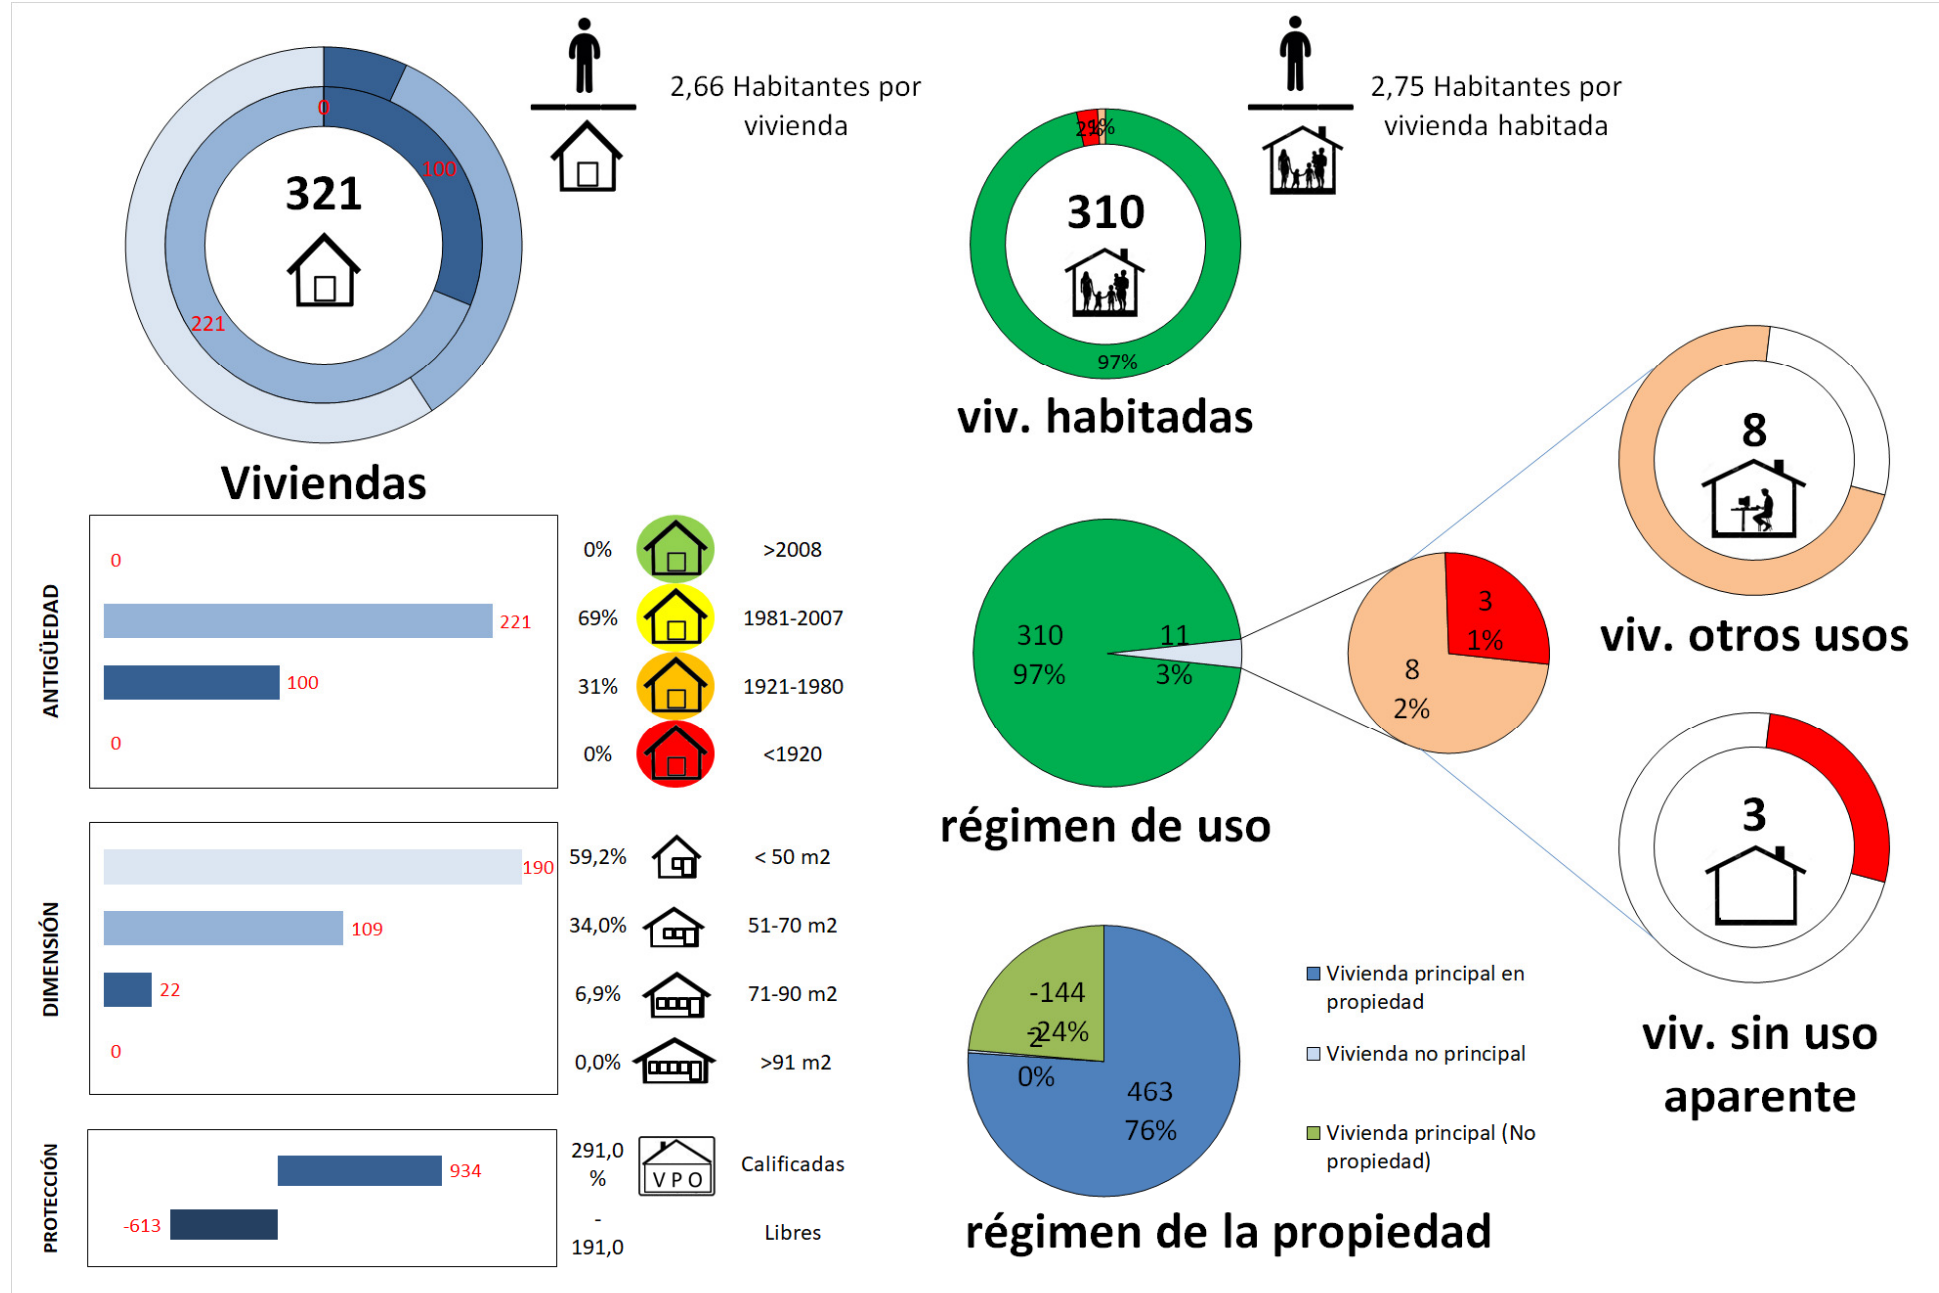 2,66 Habitantes por
vivienda
0
100
221
321
Viviendas
2,75 Habitantes por
vivienda habitada
2%
1%
310
97%
viv. habitadas
ANTIGÜEDAD
0
221
100
0
0%
>2008
69%
1981-2007
31%
1921-1980
0%
<1920
DIMENSIÓN
190
109
22
0
59,2%
< 50 m2
34,0%
51-70 m2
6,9%
71-90 m2
0,0%
>91 m2
PROTECCIÓN
934
-613
291,0
%
V P O
Calificadas
-
191,0
Libres
310
97%
11
3%
8
2%
3
1%
régimen de uso
8
viv. otros usos
3
viv. sin uso
aparente
-144
-24%
2
0%
463
76%
Vivienda principal en
propiedad
Vivienda no principal
Vivienda principal (No
propiedad)
régimen de la propiedad